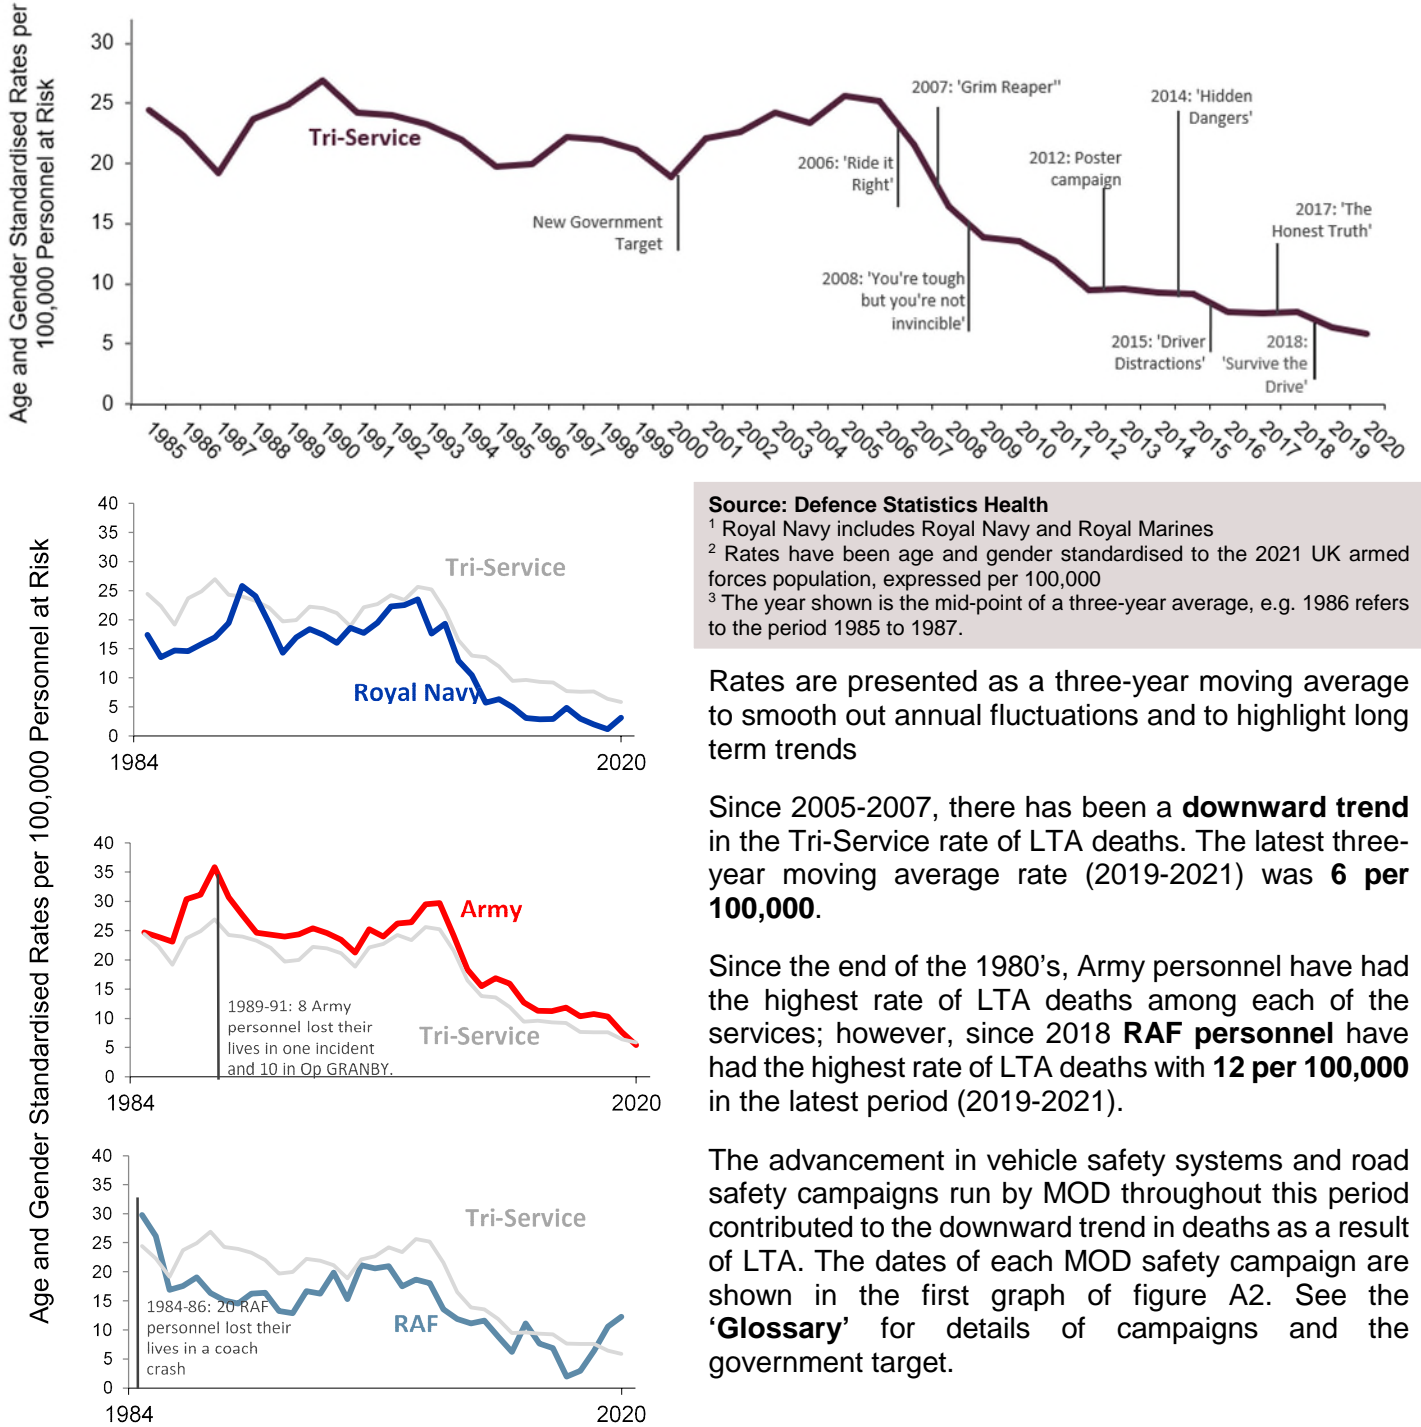 Age and Gender Standardised Rates per
100,000 Personnel at Risk
30
25
20
15
10
5
0
Tri-Service
New Government
Target
2006: 'Ride it
Right'
2007: 'Grim Reaper''
2008: 'You're tough
but you're not
invincible'
2012: Poster
campaign
2014: 'Hidden
Dangers'
2015: 'Driver
Distractions'
2017: 'The
Honest Truth'
2018:
'Survive the
Drive'
1985
1986
1987
1988
1989
1990
1991
1992
1993
1994
1995
1996
1997
1998
1999
2000
2001
2002
2003
2004
2005
2006
2007
2008
2009
2010
2011
2012
2013
2014
2015
2016
2017
2018
2019
2020
Age and Gender Standardised Rates per 100,000 Personnel at Risk
40
35
30
25
20
15
10
5
0
Tri-Service
Royal Navy
1984
2020
40
35
30
25
20
15
10
5
0
Army
1989-91: 8 Army
personnel lost their
lives in one incident
and 10 in Op GRANBY.
Tri-Service
1984
2020
40
35
30
25
20
15
10
5
0
Tri-Service
1984-86: 20 RAF
personnel lost their
lives in a coach
crash
RAF
1984
2020
Source: Defence Statistics Health
1 Royal Navy includes Royal Navy and Royal Marines
2 Rates have been age and gender standardised to the 2021 UK armed
forces population, expressed per 100,000
3 The year shown is the mid-point of a three-year average, e.g. 1986 refers
to the period 1985 to 1987.
Rates are presented as a three-year moving average
to smooth out annual fluctuations and to highlight long
term trends
Since 2005-2007, there has been a downward trend
in the Tri-Service rate of LTA deaths. The latest three-
year moving average rate (2019-2021) was 6 per
100,000.
Since the end of the 1980's, Army personnel have had
the highest rate of LTA deaths among each of the
services; however, since 2018 RAF personnel have
had the highest rate of LTA deaths with 12 per 100,000
in the latest period (2019-2021).
The advancement in vehicle safety systems and road
safety campaigns run by MOD throughout this period
contributed to the downward trend in deaths as a result
of LTA. The dates of each MOD safety campaign are
shown in the first graph of figure A2. See the
‘Glossary’ for details of campaigns and the
government target.